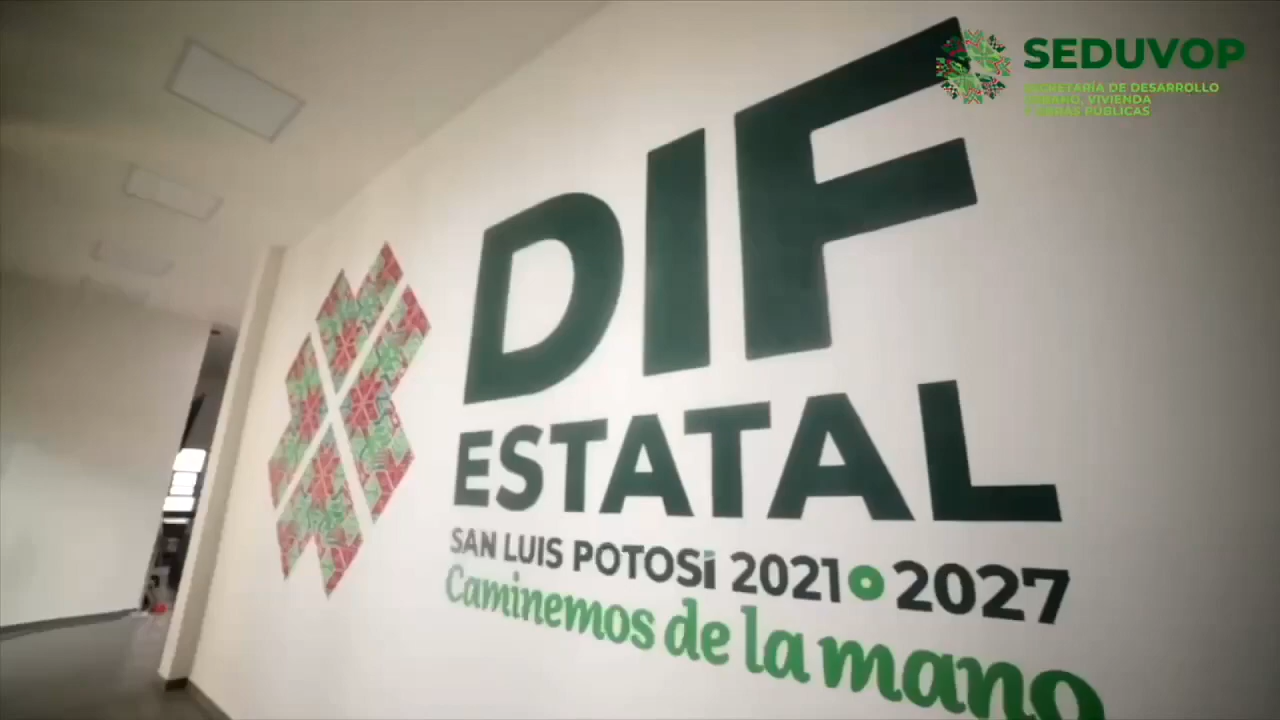 SEDUVOP
SECRETARÍA DE DESARROLLO
URBANO, VIVIENDA
Y OBRAS PÚBLICAS
DIF
ESTATAL
SAN LUIS POTOSí 2021 2027
Caminemos de la mano